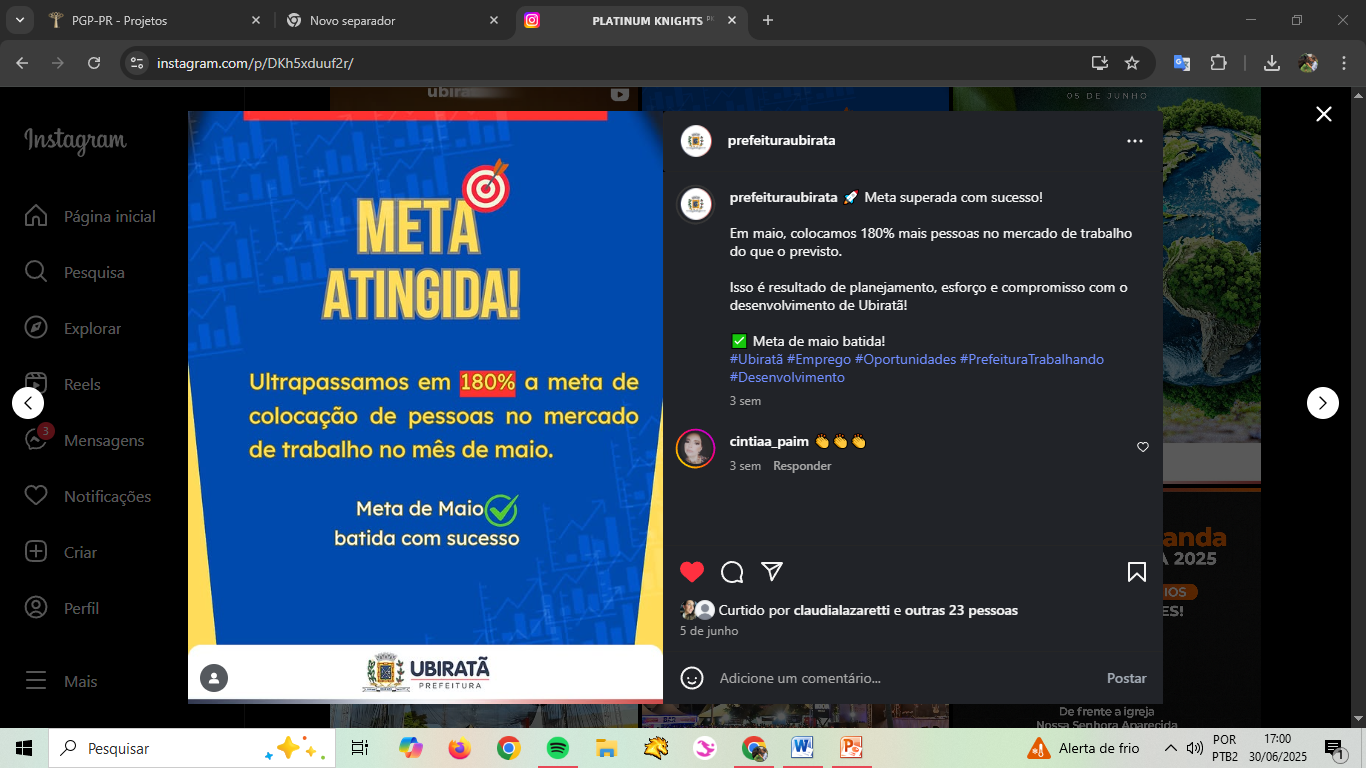 PGP-PR - Projetos
Novo separador
PLATINUM KNIGHTS
instagram.com/p/DKh5xduuf2r/
Instagram
Página inicial
Pesquisa
Explorar
Reels
3
Mensagens
Notificações
Criar
Perfil
Mais
05 DE JUNHO
META
ATINGIDA!
Ultrapassamos em 180% a meta de
colocação de pessoas no mercado
de trabalho no mês de maio.
Meta de Maio
batida com sucesso
UBIRATÃ
PREFEITURA
prefeituraubirata
prefeituraubirata 🚀 Meta superada com sucesso!
Em maio, colocamos 180% mais pessoas no mercado de trabalho
do que o previsto.
Isso é resultado de planejamento, esforço e compromisso com o
desenvolvimento de Ubiratã!
✅ Meta de maio batida!
#Ubiratã #Emprego #Oportunidades #PrefeituraTrabalhando
#Desenvolvimento
3 sem
cintiaa_paim 👏👏👏
3 sem Responder
Curtido por claudialazaretti e outras 23 pessoas
5 de junho
Adicione um comentário...
Postar
2025
De frente a igreja
Nossa Senhora Aparecida
Pesquisar
Alerta de frio
POR
PTB2
17:00
30/06/2025
1